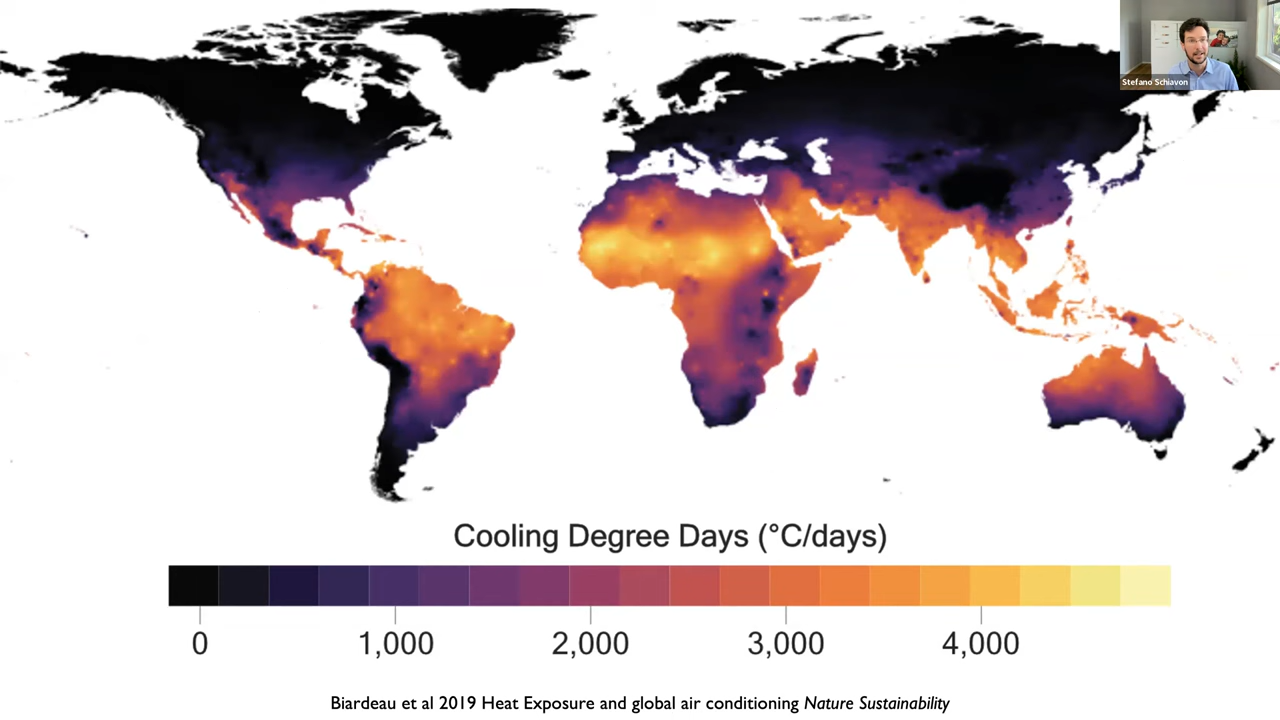 Stefano Schiavon
Cooling Degree Days (°C/days)
0 1,000 2,000 3,000 4,000
Biardeau et al 2019 Heat Exposure and global air conditioning Nature Sustainability